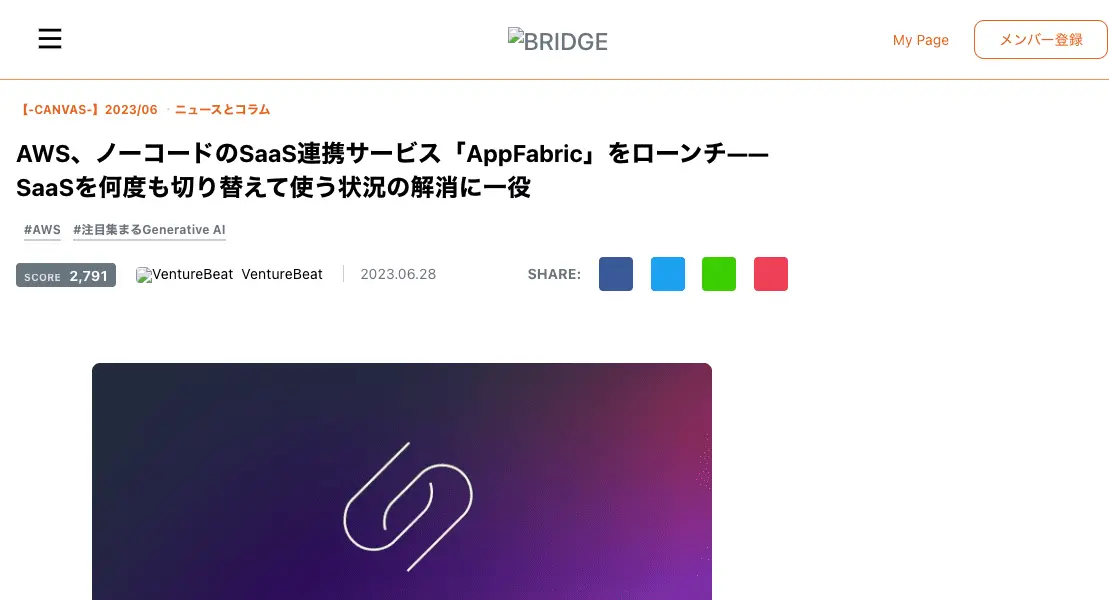 BRIDGE
My Page
メンバー登録
【-CANVAS-】2023/06 · ニュースとコラム
AWS、ノーコードのSaaS連携サービス「AppFabric」をローンチ——
SaaSを何度も切り替えて使う状況の解消に一役
#AWS #注目集まるGenerative AI
SCORE 2,791 VentureBeat VentureBeat 2023.06.28 SHARE: